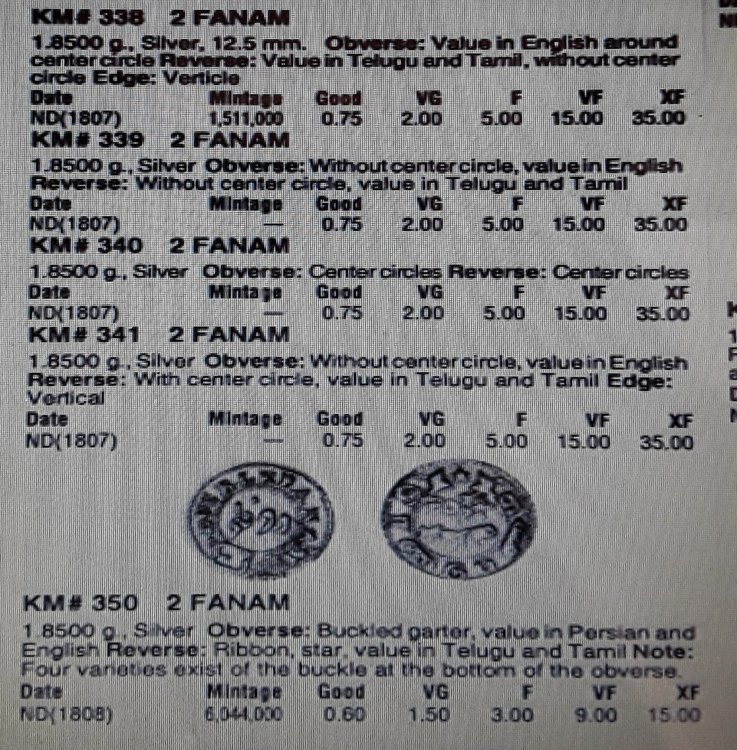 KM# 338 2 FANAM
1.8500 g., Silver, 12.5 mm. Obverse: Value in English around
center circle Reverse: Value in Telugu and Tamil, without center
circle Edge: Verticle
Date Mintage Good VG F VF XF
ND(1807) 1,511,000 0.75 2.00 5.00 15.00 35.00
KM# 339 2 FANAM
1.8500 g., Silver Obverse: Without center circle, value in English
Reverse: Without center circle, value in Telugu and Tamil
Date Mintage Good VG F VF XF
ND(1807) — 0.75 2.00 5.00 15.00 35.00
KM# 340 2 FANAM
1.8500 g., Silver Obverse: Center circles Reverse: Center circles
Date Mintage Good VG F VF XF
ND(1807) — 0.75 2.00 5.00 15.00 35.00
KM# 341 2 FANAM
1.8500 g., Silver Obverse: Without center circle, value in English
Reverse: With center circle, value in Telugu and Tamil Edge:
Vertical
Date Mintage Good VG F VF XF
ND(1807) — 0.75 2.00 5.00 15.00 35.00
KM# 350 2 FANAM
1.8500 g., Silver Obverse: Buckled garter, value in Persian and
English Reverse: Ribbon, star, value in Telugu and Tamil Note:
Four varieties exist of the buckle at the bottom of the obverse.
Date Mintage Good VG F VF XF
ND(1808) 6,044,000 0.60 1.50 3.00 9.00 15.00